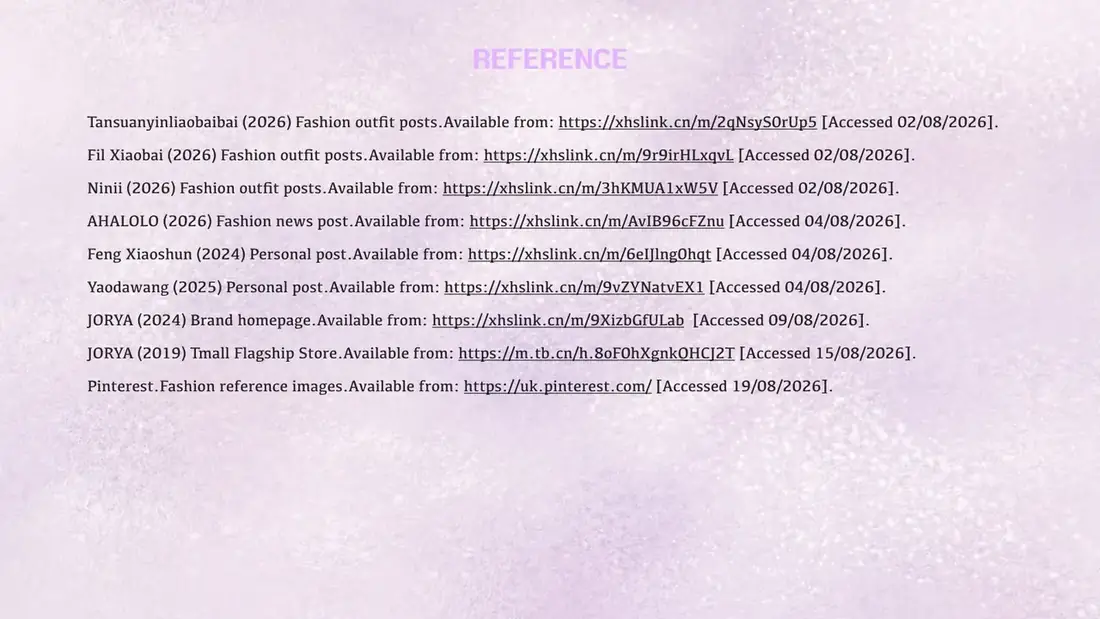 REFERENCE
Tansuanyinliaobaibai (2026) Fashion outfit posts.Available from: https://xhslink.cn/m/2qNsyS0rUp5 [Accessed 02/08/2026].
Fil Xiaobai (2026) Fashion outfit posts.Available from: https://xhslink.cn/m/9r9irHLxqvL [Accessed 02/08/2026].
Ninii (2026) Fashion outfit posts.Available from: https://xhslink.cn/m/3hKMUA1xW5V [Accessed 02/08/2026].
AHALOLO (2026) Fashion news post.Available from: https://xhslink.cn/m/AvIB96cFZnu [Accessed 04/08/2026].
Feng Xiaoshun (2024) Personal post.Available from: https://xhslink.cn/m/6eIJlng0hqt [Accessed 04/08/2026].
Yaodawang (2025) Personal post.Available from: https://xhslink.cn/m/9vZYNatvEX1 [Accessed 04/08/2026].
JORYA (2024) Brand homepage.Available from: https://xhslink.cn/m/9XizbGfULab [Accessed 09/08/2026].
JORYA (2019) Tmall Flagship Store.Available from: https://m.tb.cn/h.8oF0hXgnkQHCJ2T [Accessed 15/08/2026].
Pinterest.Fashion reference images.Available from: https://uk.pinterest.com/ [Accessed 19/08/2026].